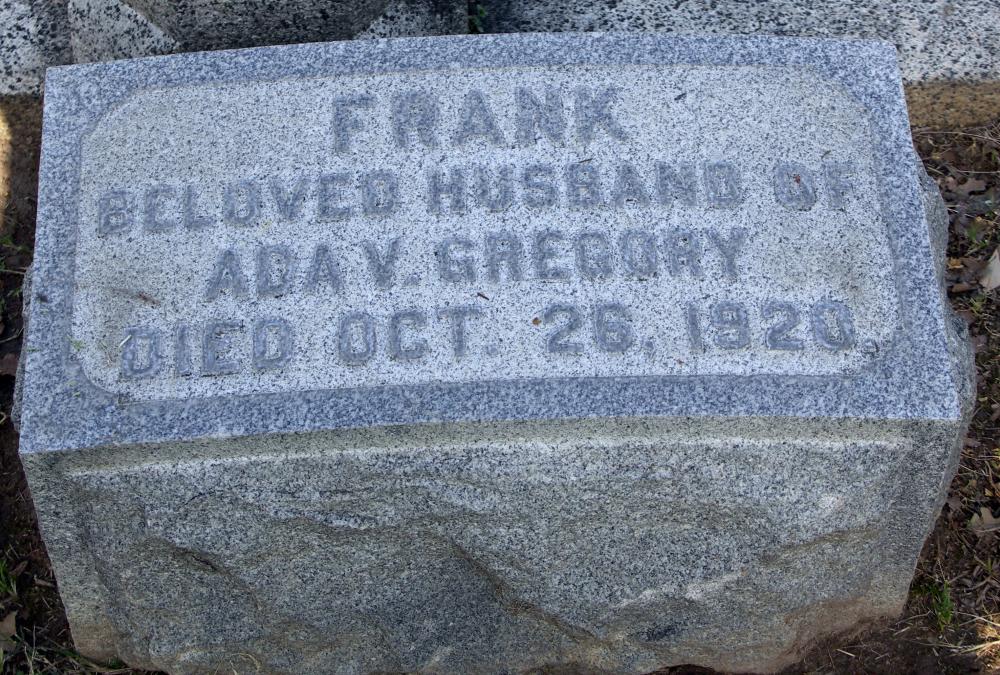 FRANK
BELOVED HUSBAND OF
ADA V. GREGORY
DIED OCT. 26, 1920.